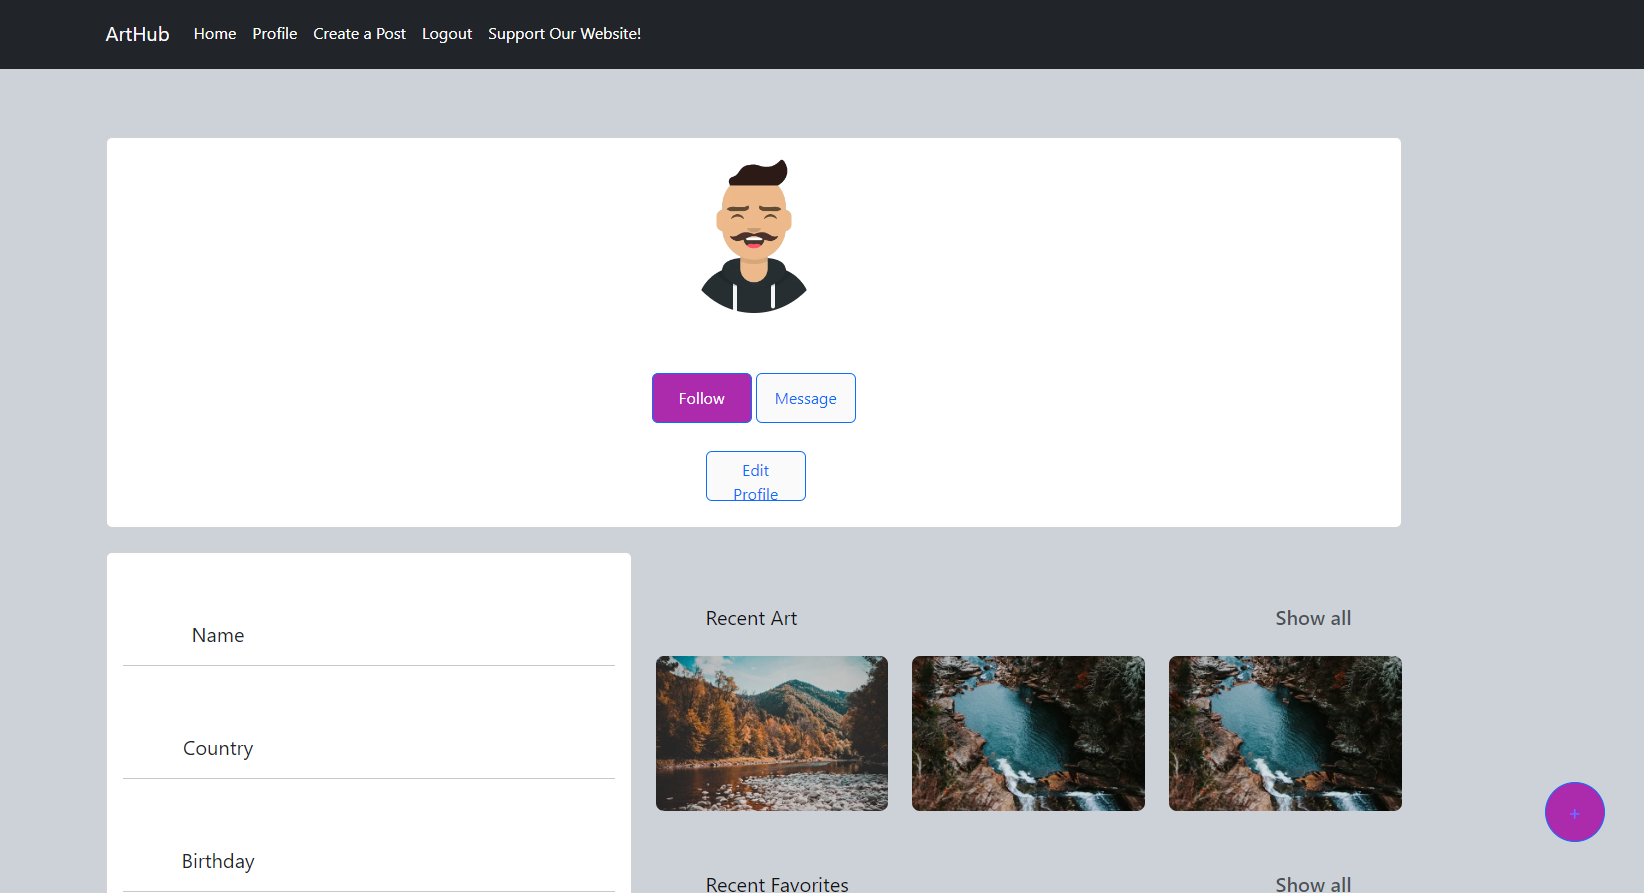 ArtHub Home Profile Create a Post Logout Support Our Website!
Follow Message
Edit
Profile
Name
Country
Birthday
Recent Art Show all
+
Recent Favorites Show all